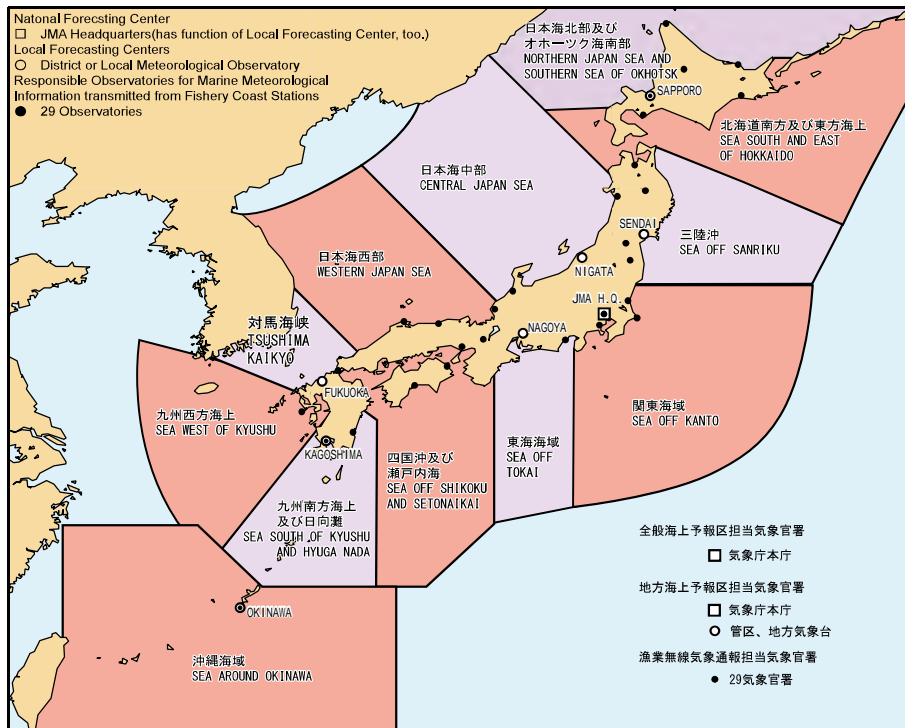 Natonal Forecsting Center
JMA Headquarters(has function of Local Forecasting Center, too.)
Local Forecasting Centers
District or Local Meteorological Observatory
Responsible Observatories for Marine Meteorological
Information transmitted from Fishery Coast Stations
29 Observatories
日本海北部及び
オホーツク海南部
NORTHERN JAPAN SEA AND
SOUTHERN SEA OF OKHOTSK
SAPPORO
北海道南方及び東方海上
SEA SOUTH AND EAST
OF HOKKAIDO
日本海中部
CENTRAL JAPAN SEA
SENDAI
三陸沖
SEA OFF SANRIKU
日本海西部
WESTERN JAPAN SEA
NIGATA
JMA H.Q.
対馬海峡
TSUSHIMA
KAIKYO
NAGOYA
FUKUOKA
九州西方海上
SEA WEST OF KYUSHU
関東海域
SEA OFF KANTO
KAGOSHIMA
四国沖及び
瀬戸内海
SEA OFF SHIKOKU
AND SETONAIKAI
東海海域
SEA OFF
TOKAI
九州南方海上
及び日向灘
SEA SOUTH OF KYUSHU
AND HYUGA NADA
OKINAWA
沖縄海域
SEA AROUND OKINAWA
全般海上予報区担当気象官署
気象庁本庁
地方海上予報区担当気象官署
気象庁本庁
管区、地方気象台
漁業無線気象通報担当気象官署
29気象官署